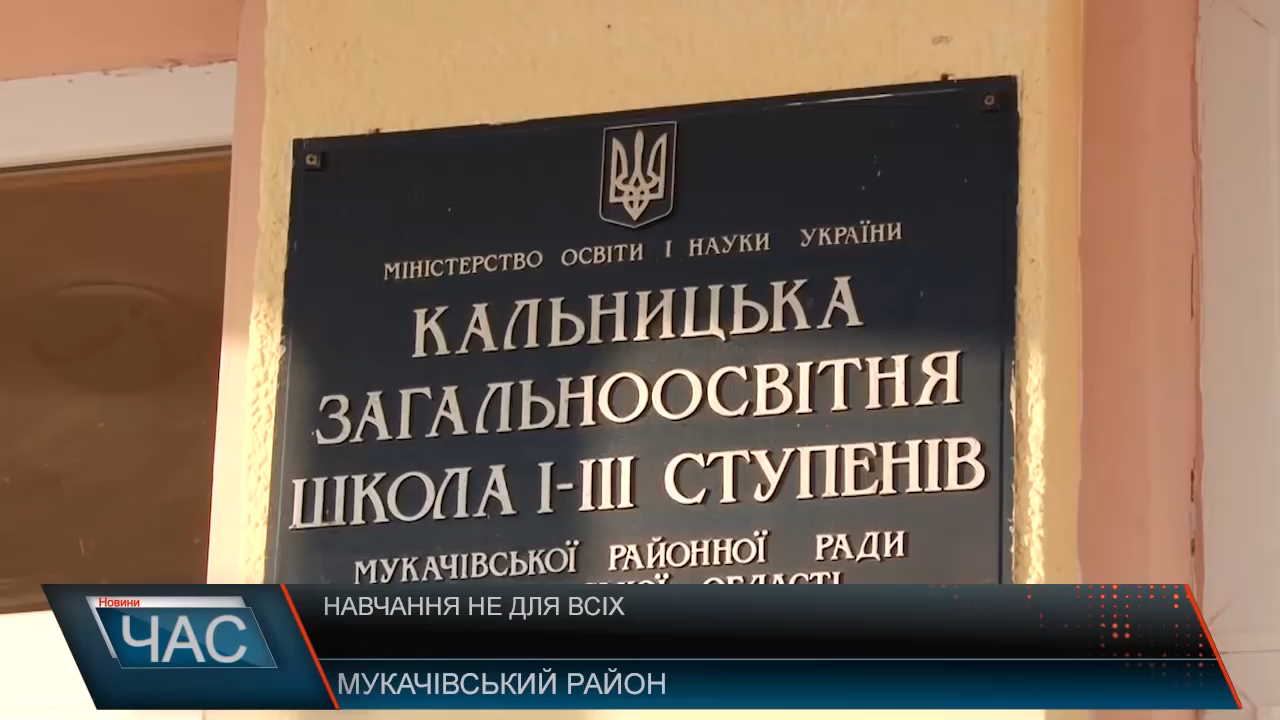 МІНІСТЕРСТВО ОСВІТИ І НАУКИ УКРАЇНИ
КАЛЬНИЦЬКА
ЗАГАЛЬНООСВІТНЯ
ШКОЛА І-ІІІ СТУПЕНІВ
МУКАЧІВСЬКОЇ РАЙОННОЇ РАДИ
ОБЛАСТІ
Новини
ЧАС
НАВЧАННЯ НЕ ДЛЯ ВСІХ
МУКАЧІВСЬКИЙ РАЙОН